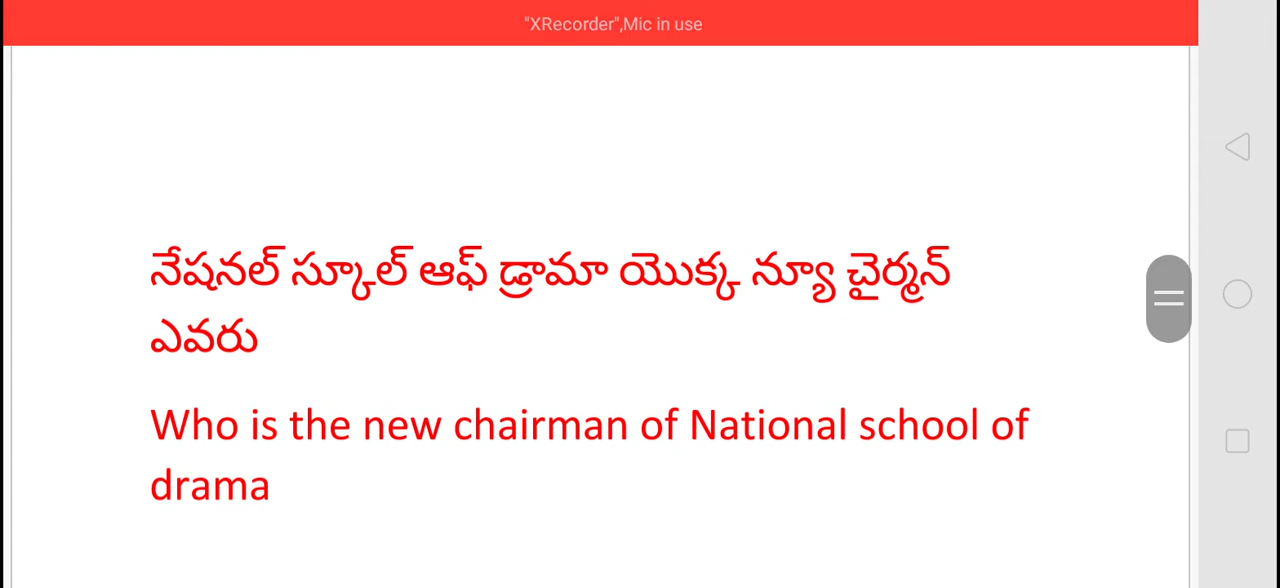 "XRecorder",Mic in use
నేషనల్ స్కూల్ ఆఫ్ డ్రామా యొక్క న్యూ చైర్మన్
ఎవరు
Who is the new chairman of National school of
drama